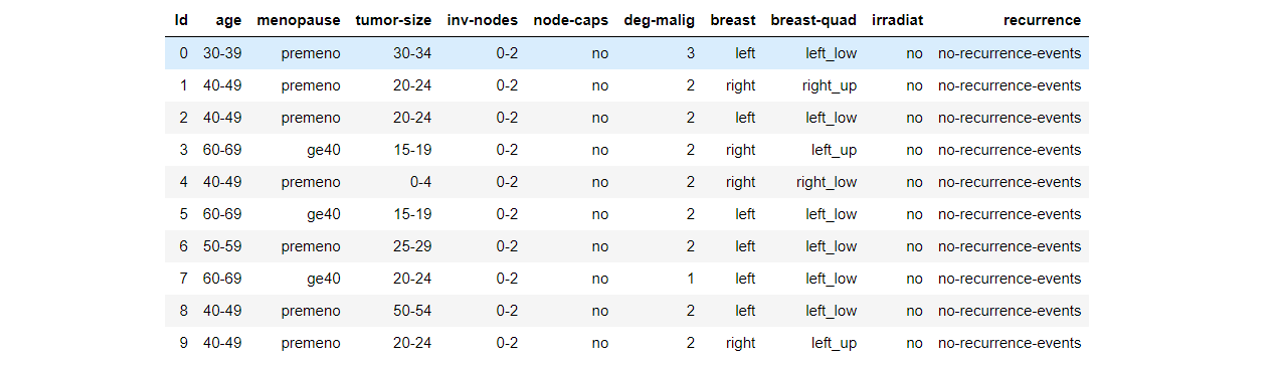 Id age menopause tumor-size inv-nodes node-caps deg-malig breast breast-quad irradiat recurrence
0 30-39 premeno 30-34 0-2 no 3 left left_low no no-recurrence-events
1 40-49 premeno 20-24 0-2 no 2 right right_up no no-recurrence-events
2 40-49 premeno 20-24 0-2 no 2 left left_low no no-recurrence-events
3 60-69 ge40 15-19 0-2 no 2 right left_up no no-recurrence-events
4 40-49 premeno 0-4 0-2 no 2 right right_low no no-recurrence-events
5 60-69 ge40 15-19 0-2 no 2 left left_low no no-recurrence-events
6 50-59 premeno 25-29 0-2 no 2 left left_low no no-recurrence-events
7 60-69 ge40 20-24 0-2 no 1 left left_low no no-recurrence-events
8 40-49 premeno 50-54 0-2 no 2 left left_low no no-recurrence-events
9 40-49 premeno 20-24 0-2 no 2 right left_up no no-recurrence-events